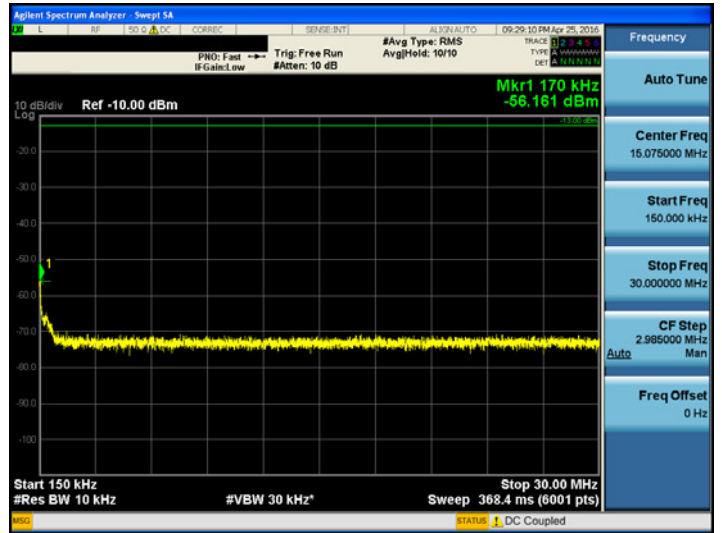 Agilent Spectrum Analyzer - Swept SA
L RF 50 Ω DC CORREC SENSE:INT ALIGN AUTO 09:29:10 PM Apr 25, 2016
#Avg Type: RMS TRACE 1 2 3 4 5 6
PNO: Fast Trig: Free Run Avg|Hold: 10/10 TYPE A
IFGain:Low #Atten: 10 dB DET A N N N N N
Mkr1 170 kHz
-56.161 dBm
10 dB/div Ref -10.00 dBm
Log
-13.00 dBm
-20.0
-30.0
-40.0
-50.0
1
-60.0
-70.0
-80.0
-90.0
-100
Start 150 kHz Stop 30.00 MHz
#Res BW 10 kHz #VBW 30 kHz* Sweep 368.4 ms (6001 pts)
MSG STATUS DC Coupled
Frequency
Auto Tune
Center Freq
15.075000 MHz
Start Freq
150.000 kHz
Stop Freq
30.000000 MHz
CF Step
2.985000 MHz
Auto Man
Freq Offset
0 Hz